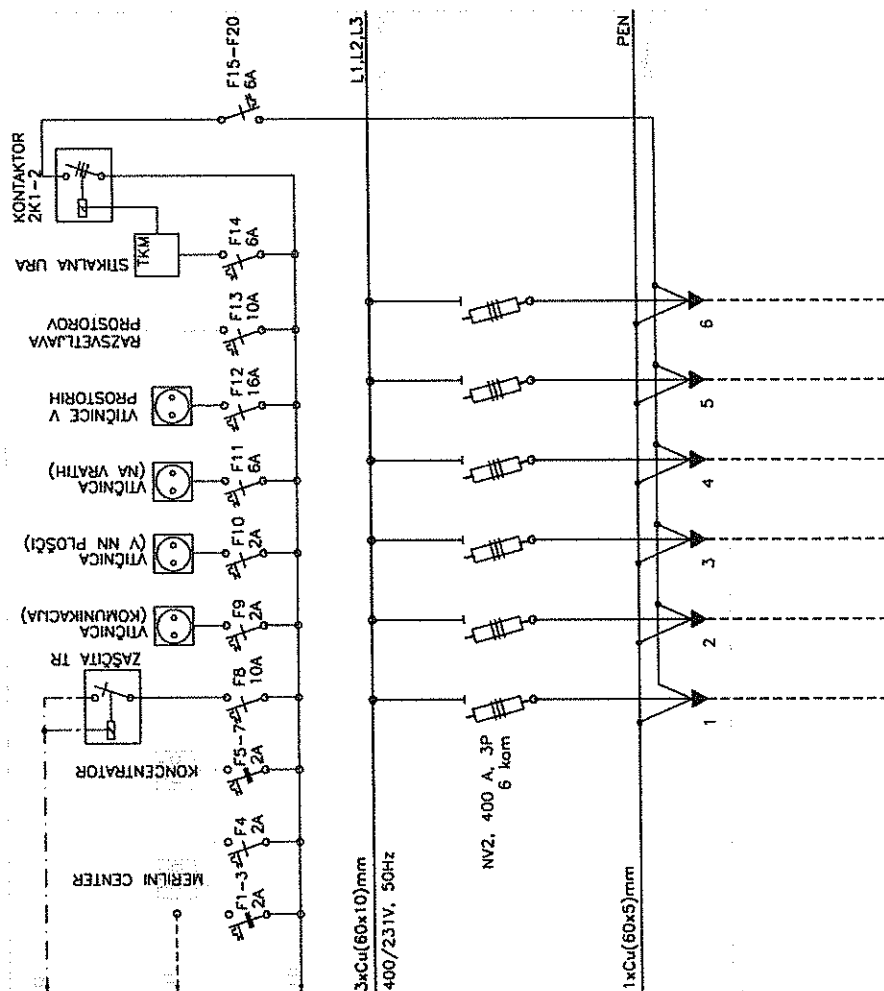 F15-F20
6A
L1,L2,L3
PEN
KONTAKTOR
2K1-2
STIKALNA URA
TKM
F14
6A
RAZSVETLJAVA
PROSTOROV
F13
10A
VTIČNICE V
PROSTORIH
F12
16A
VTIČNICA
(NA VRATIH)
F11
6A
VTIČNICA
(V NN PLOŠČI)
F10
2A
VTIČNICA
(KOMUNIKACIJA)
F9
2A
ZAŠČITA TR
F8
10A
KONCENTRATOR
F5-7
2A
F4
2A
MERILNI CENTER
F1-3
2A
3xCu(60x10)mm
400/231V, 50Hz
NV2, 400 A, 3P
6 kom
1xCu(60x5)mm
6
5
4
3
2
1